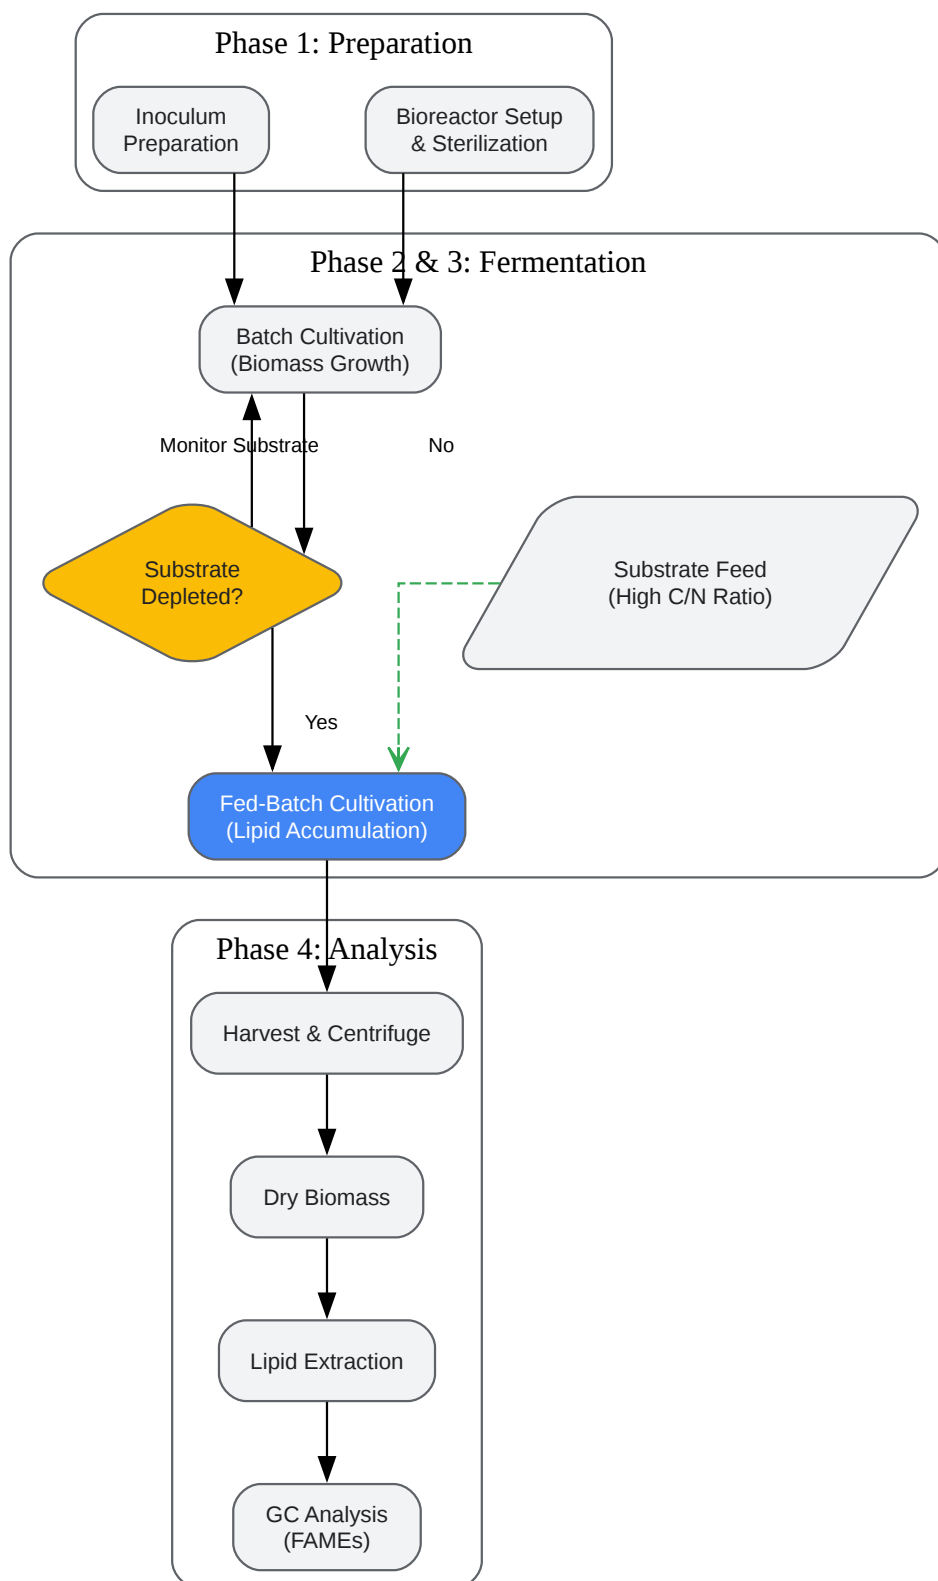 Phase 1: Preparation
Inoculum
Preparation
Bioreactor Setup
& Sterilization
Phase 2 & 3: Fermentation
Batch Cultivation
(Biomass Growth)
Monitor Substrate
No
Substrate
Depleted?
Substrate Feed
(High C/N Ratio)
Yes
Fed-Batch Cultivation
(Lipid Accumulation)
Phase 4: Analysis
Harvest & Centrifuge
Dry Biomass
Lipid Extraction
GC Analysis
(FAMEs)